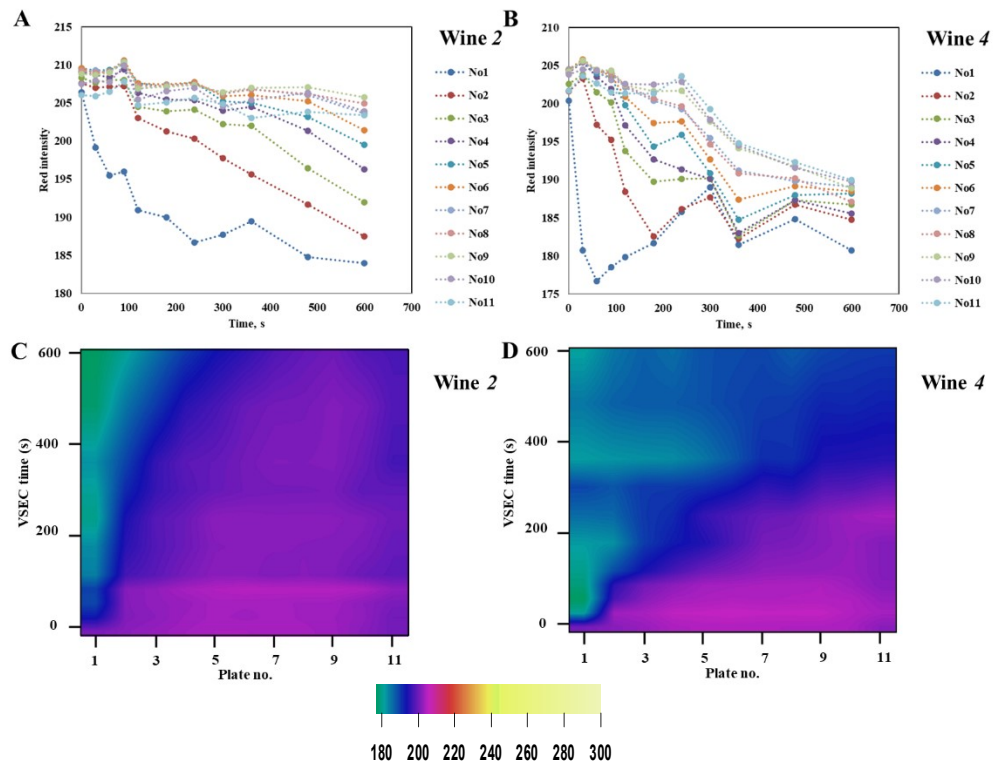 A
Wine 2
215
210
205
200
195
190
185
180
Red intensity
0 100 200 300 400 500 600 700
Time, s
No1
No2
No3
No4
No5
No6
No7
No8
No9
No10
No11
B
Wine 4
210
205
200
195
190
185
180
175
Red intensity
0 100 200 300 400 500 600 700
Time, s
No1
No2
No3
No4
No5
No6
No7
No8
No9
No10
No11
C
Wine 2
600
400
200
0
VSEC time (s)
1 3 5 7 9 11
Plate no.
D
Wine 4
600
400
200
0
VSEC time (s)
1 3 5 7 9 11
Plate no.
180 200 220 240 260 280 300